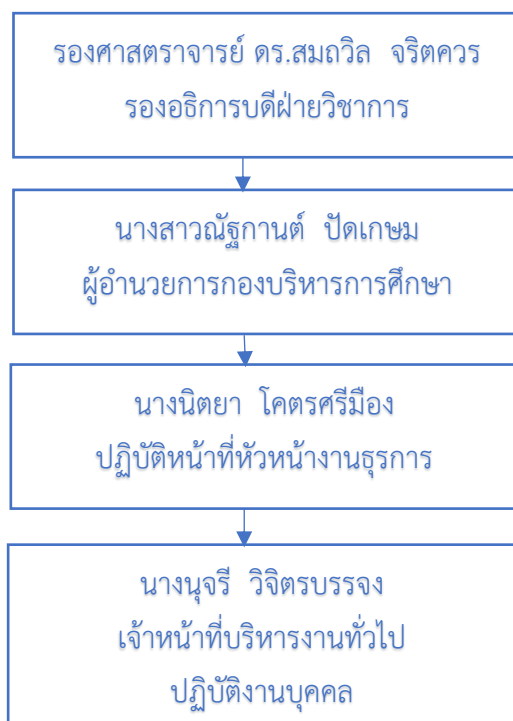 รองศาสตราจารย์ ดร.สมถวิล จริตควร
รองอธิการบดีฝ่ายวิชาการ
นางสาวณัฐกานต์ ปัดเกษม
ผู้อำนวยการกองบริหารการศึกษา
นางนิตยา โคตรศรีมือง
ปฏิบัติหน้าที่หัวหน้างานธุรการ
นางนุจรี วิจิตรบรรจง
เจ้าหน้าที่บริหารงานทั่วไป
ปฏิบัติงานบุคคล